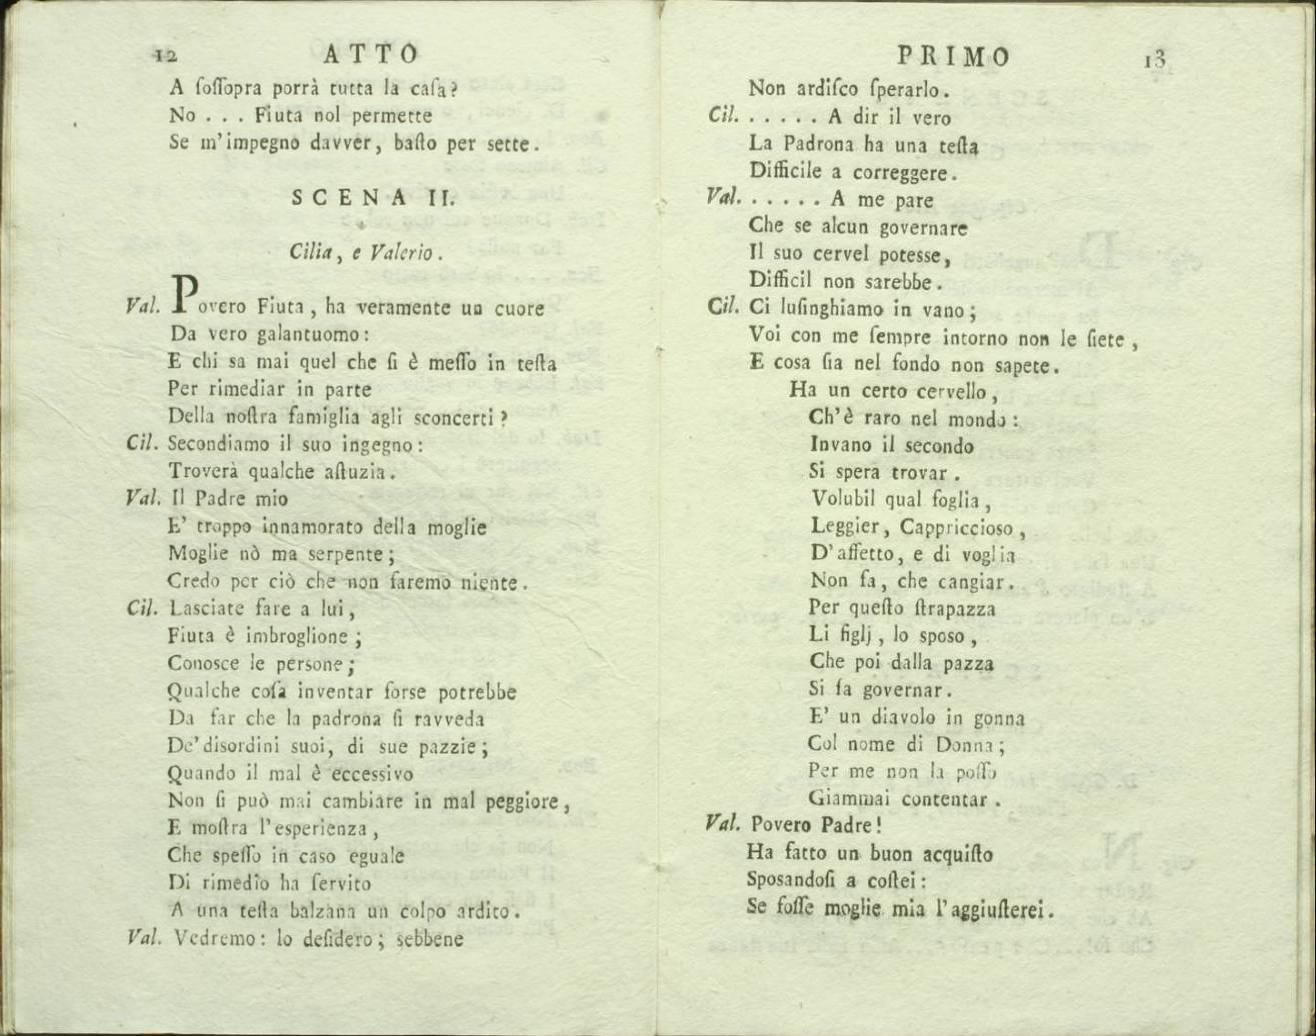 12 ATTO
A ſoſſopra porrà tutta la caſa?
No . . . Fiuta nol permette
Se m'impegno davver, baſto per sette.
SCENA II.
Cilia, e Valerio.
Val. Povero Fiuta, ha veramente un cuore
Da vero galantuomo:
E chi sa mai quel che ſi è meſſo in teſta
Per rimediar in parte
Della noſtra famiglia agli sconcerti?
Cil. Secondiamo il suo ingegno:
Troverà qualche aſtuzia.
Val. Il Padre mio
E' troppo innamorato della moglie
Moglie nò ma serpente;
Credo per ciò che non faremo niente.
Cil. Lasciate fare a lui,
Fiuta è imbroglione;
Conosce le persone;
Qualche coſa inventar forse potrebbe
Da far che la padrona ſi ravveda
De' disordini suoi, di sue pazzie;
Quando il mal è eccessivo
Non ſi può mai cambiare in mal peggiore,
E moſtra l'esperienza,
Che speſſo in caso eguale
Di rimedio ha ſervito
A una teſta balzana un colpo ardito.
Val. Vedremo: lo deſidero; sebbene
PRIMO 13
Non ardiſco ſperarlo.
Cil. . . . . . . A dir il vero
La Padrona ha una teſta
Difficile a correggere.
Val. . . . . . . A me pare
Che se alcun governare
Il suo cervel potesse,
Difficil non sarebbe.
Cil. Ci luſinghiamo in vano;
Voi con me ſempre intorno non le ſiete,
E cosa ſia nel fondo non sapete.
Ha un certo cervello,
Ch'è raro nel mondo:
Invano il secondo
Si spera trovar.
Volubil qual foglia,
Leggier, Cappriccioso,
D'affetto, e di voglia
Non fa, che cangiar.
Per queſto ſtrapazza
Li figlj, lo sposo,
Che poi dalla pazza
Si fa governar.
E' un diavolo in gonna
Col nome di Donna;
Per me non la poſſo
Giammai contentar.
Val. Povero Padre!
Ha fatto un buon acquiſto
Sposandoſi a coſtei:
Se foſſe moglie mia l'aggiuſterei.